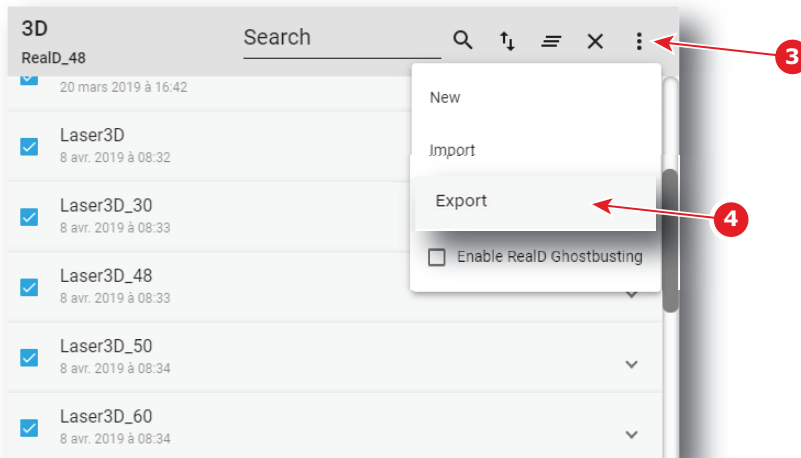 3D
Search
RealD_48
3
20 mars 2019 à 16:42
New
Laser3D
8 avr. 2019 à 08:32
Import
Laser3D_30
8 avr. 2019 à 08:33
Export
4
Enable RealD Ghostbusting
Laser3D_48
8 avr. 2019 à 08:33
Laser3D_50
8 avr. 2019 à 08:34
Laser3D_60
8 avr. 2019 à 08:34